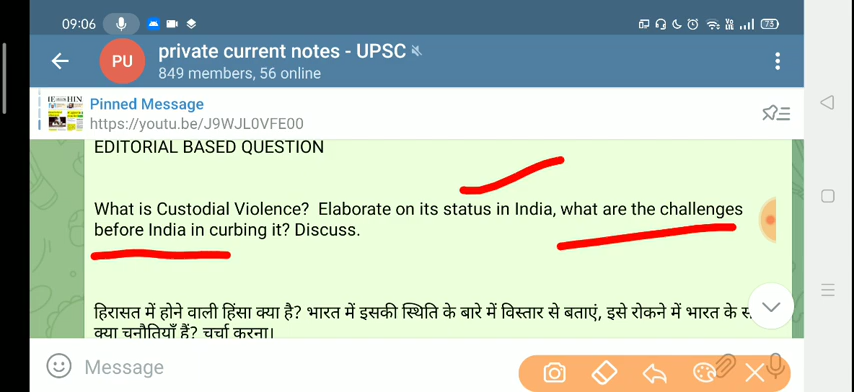 09:06
73
PU
private current notes - UPSC
849 members, 56 online
Pinned Message
https://youtu.be/J9WJL0VFE00
EDITORIAL BASED QUESTION
What is Custodial Violence? Elaborate on its status in India, what are the challenges
before India in curbing it? Discuss.
हिरासत में होने वाली हिंसा क्या है? भारत में इसकी स्थिति के बारे में विस्तार से बताएं, इसे रोकने में भारत के
क्या चुनौतियाँ हैं? चर्चा करना।
Message